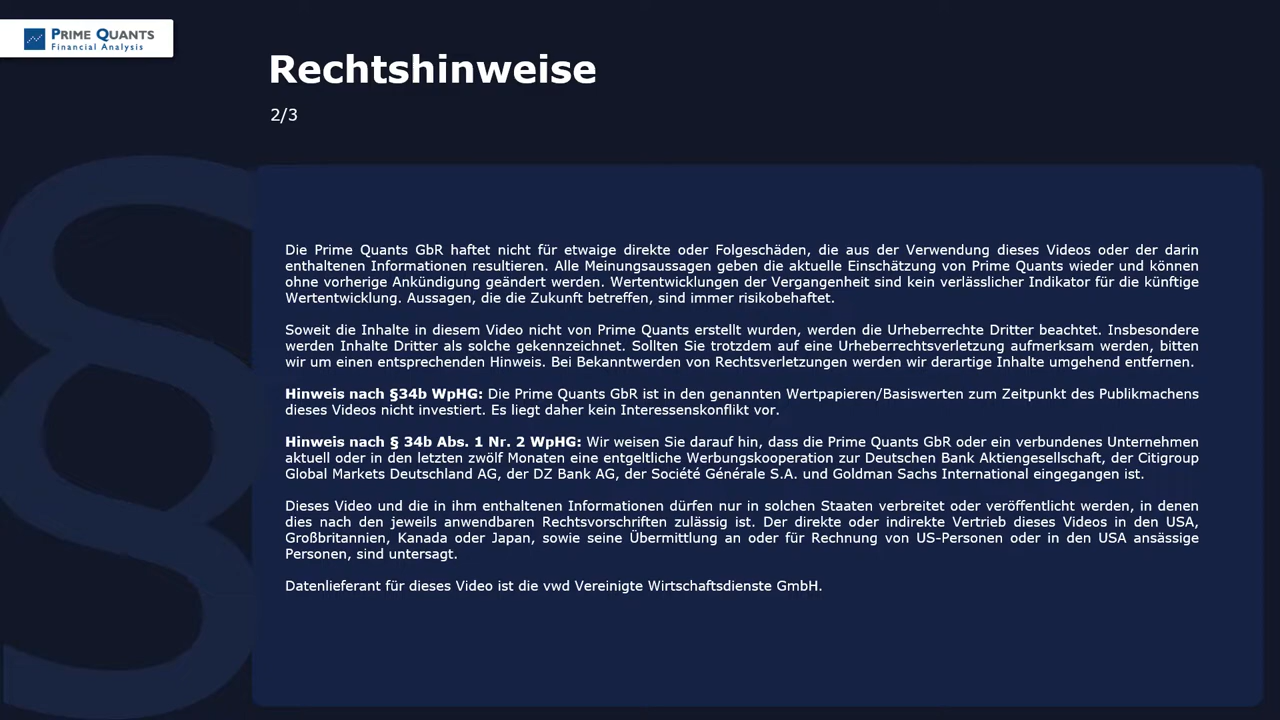 PRIME QUANTS
Financial Analysis
Rechtshinweise
2/3
Die Prime Quants GbR haftet nicht für etwaige direkte oder Folgeschäden, die aus der Verwendung dieses Videos oder der darin
enthaltenen Informationen resultieren. Alle Meinungsaussagen geben die aktuelle Einschätzung von Prime Quants wieder und können
ohne vorherige Ankündigung geändert werden. Wertentwicklungen der Vergangenheit sind kein verlässlicher Indikator für die künftige
Wertentwicklung. Aussagen, die die Zukunft betreffen, sind immer risikobehaftet.
Soweit die Inhalte in diesem Video nicht von Prime Quants erstellt wurden, werden die Urheberrechte Dritter beachtet. Insbesondere
werden Inhalte Dritter als solche gekennzeichnet. Sollten Sie trotzdem auf eine Urheberrechtsverletzung aufmerksam werden, bitten
wir um einen entsprechenden Hinweis. Bei Bekanntwerden von Rechtsverletzungen werden wir derartige Inhalte umgehend entfernen.
Hinweis nach §34b WpHG: Die Prime Quants GbR ist in den genannten Wertpapieren/Basiswerten zum Zeitpunkt des Publikmachens
dieses Videos nicht investiert. Es liegt daher kein Interessenskonflikt vor.
Hinweis nach § 34b Abs. 1 Nr. 2 WpHG: Wir weisen Sie darauf hin, dass die Prime Quants GbR oder ein verbundenes Unternehmen
aktuell oder in den letzten zwölf Monaten eine entgeltliche Werbungskooperation zur Deutschen Bank Aktiengesellschaft, der Citigroup
Global Markets Deutschland AG, der DZ Bank AG, der Société Générale S.A. und Goldman Sachs International eingegangen ist.
Dieses Video und die in ihm enthaltenen Informationen dürfen nur in solchen Staaten verbreitet oder veröffentlicht werden, in denen
dies nach den jeweils anwendbaren Rechtsvorschriften zulässig ist. Der direkte oder indirekte Vertrieb dieses Videos in den USA,
Großbritannien, Kanada oder Japan, sowie seine Übermittlung an oder für Rechnung von US-Personen oder in den USA ansässige
Personen, sind untersagt.
Datenlieferant für dieses Video ist die vwd Vereinigte Wirtschaftsdienste GmbH.